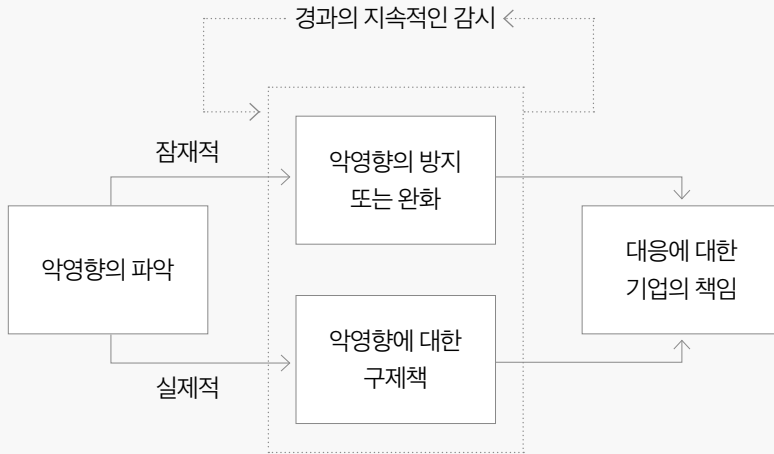 경과의 지속적인 감시
잠재적
악영향의 방지
또는 완화
악영향의 파악
대응에 대한
기업의 책임
악영향에 대한
구제책
실제적